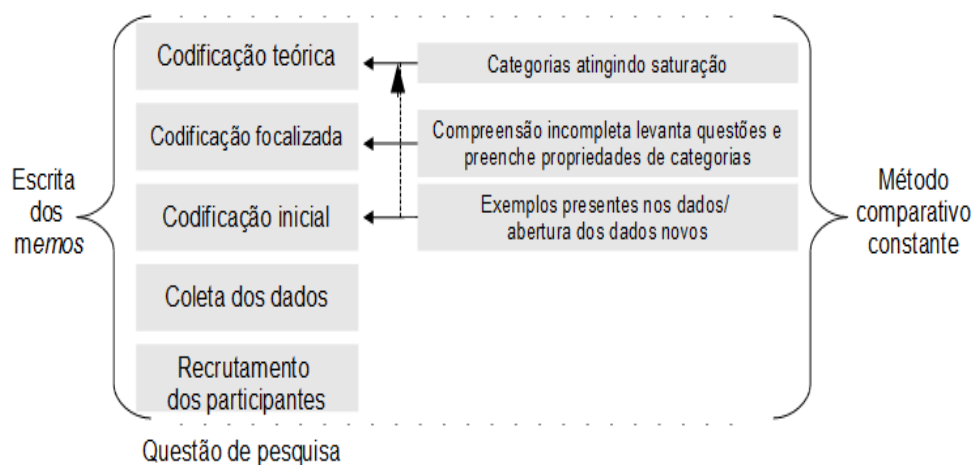 Codificação teórica
Categorias atingindo saturação
Codificação focalizada
Compreensão incompleta levanta questões e
preenche propriedades de categorias
Escrita
dos
memos
Codificação inicial
Exemplos presentes nos dados/
abertura dos dados novos
Método
comparativo
constante
Coleta dos dados
Recrutamento
dos participantes
Questão de pesquisa